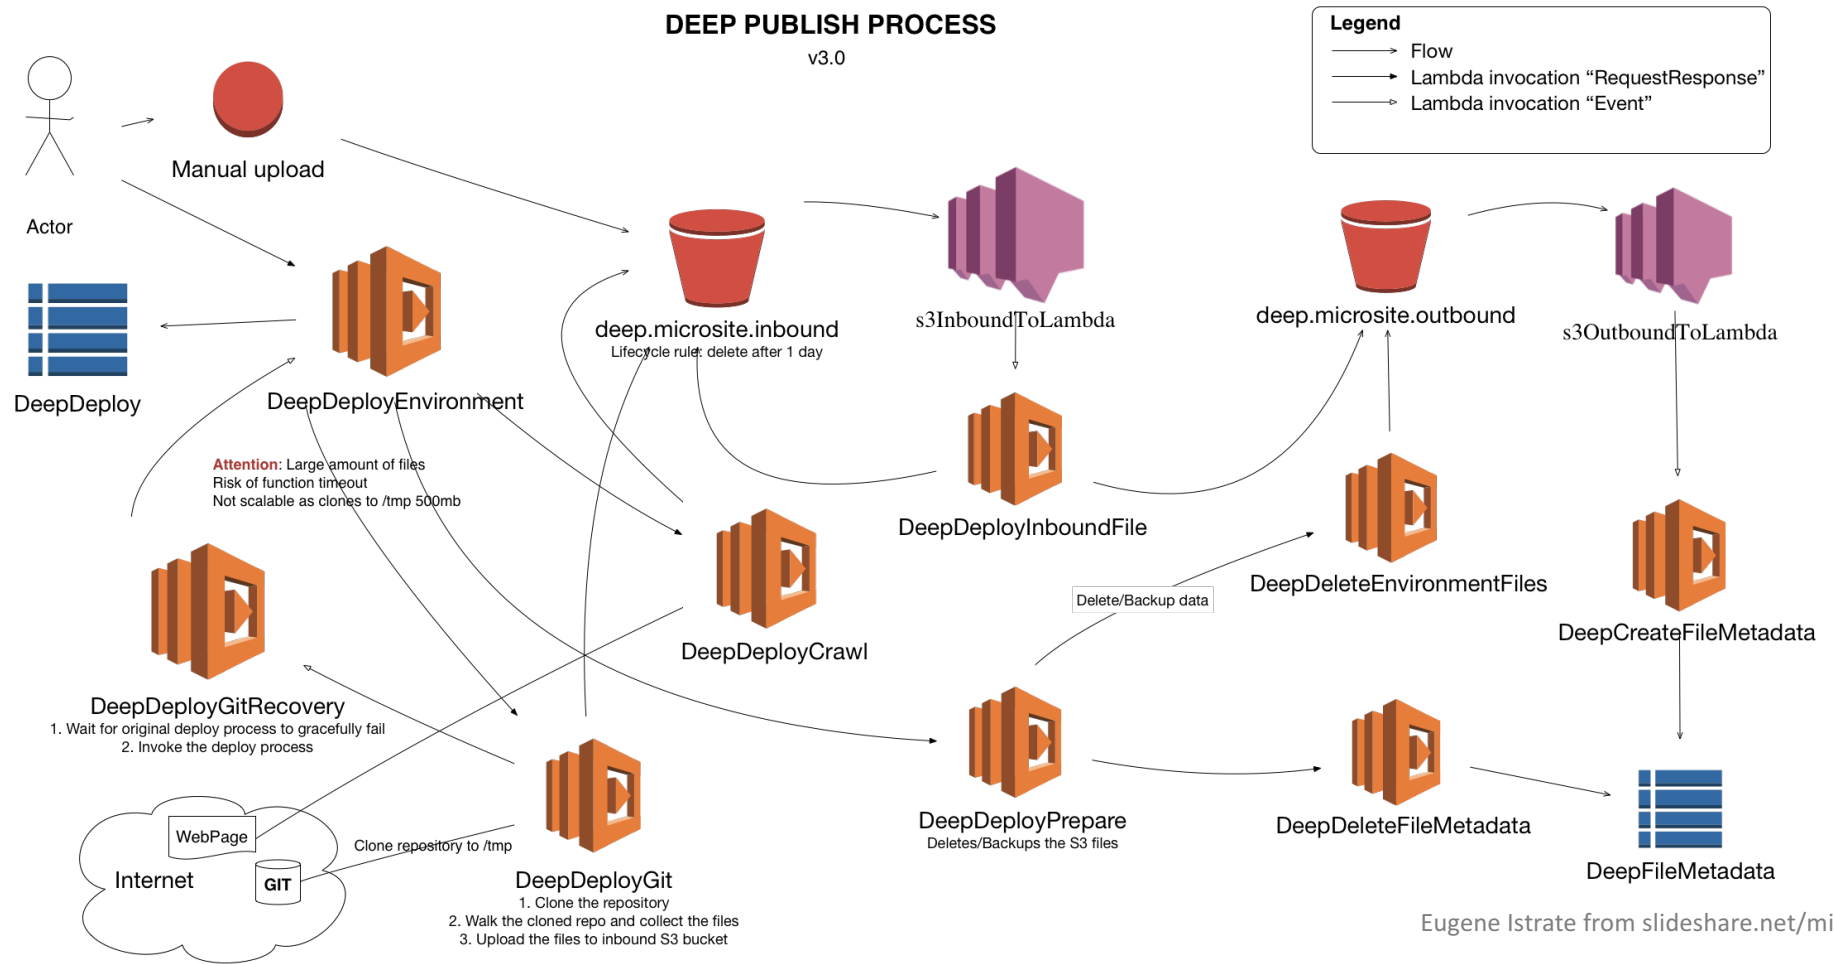 DEEP PUBLISH PROCESS
v3.0
Legend
Flow
Lambda invocation “RequestResponse”
Lambda invocation “Event”
Manual upload
Actor
deep.microsite.inbound
Lifecycle rule: delete after 1 day
s3InboundToLambda
deep.microsite.outbound
s3OutboundToLambda
DeepDeploy
DeepDeployEnvironment
Attention: Large amount of files
Risk of function timeout
Not scalable as clones to /tmp 500mb
DeepDeployInboundFile
DeepDeleteEnvironmentFiles
Delete/Backup data
DeepCreateFileMetadata
DeepDeployCrawl
DeepDeployGitRecovery
1. Wait for original deploy process to gracefully fail
2. Invoke the deploy process
DeepDeployPrepare
Deletes/Backups the S3 files
DeepDeleteFileMetadata
DeepFileMetadata
WebPage
Clone repository to /tmp
Internet
GIT
DeepDeployGit
1. Clone the repository
2. Walk the cloned repo and collect the files
3. Upload the files to inbound S3 bucket
Eugene Istrate from slideshare.net/mi